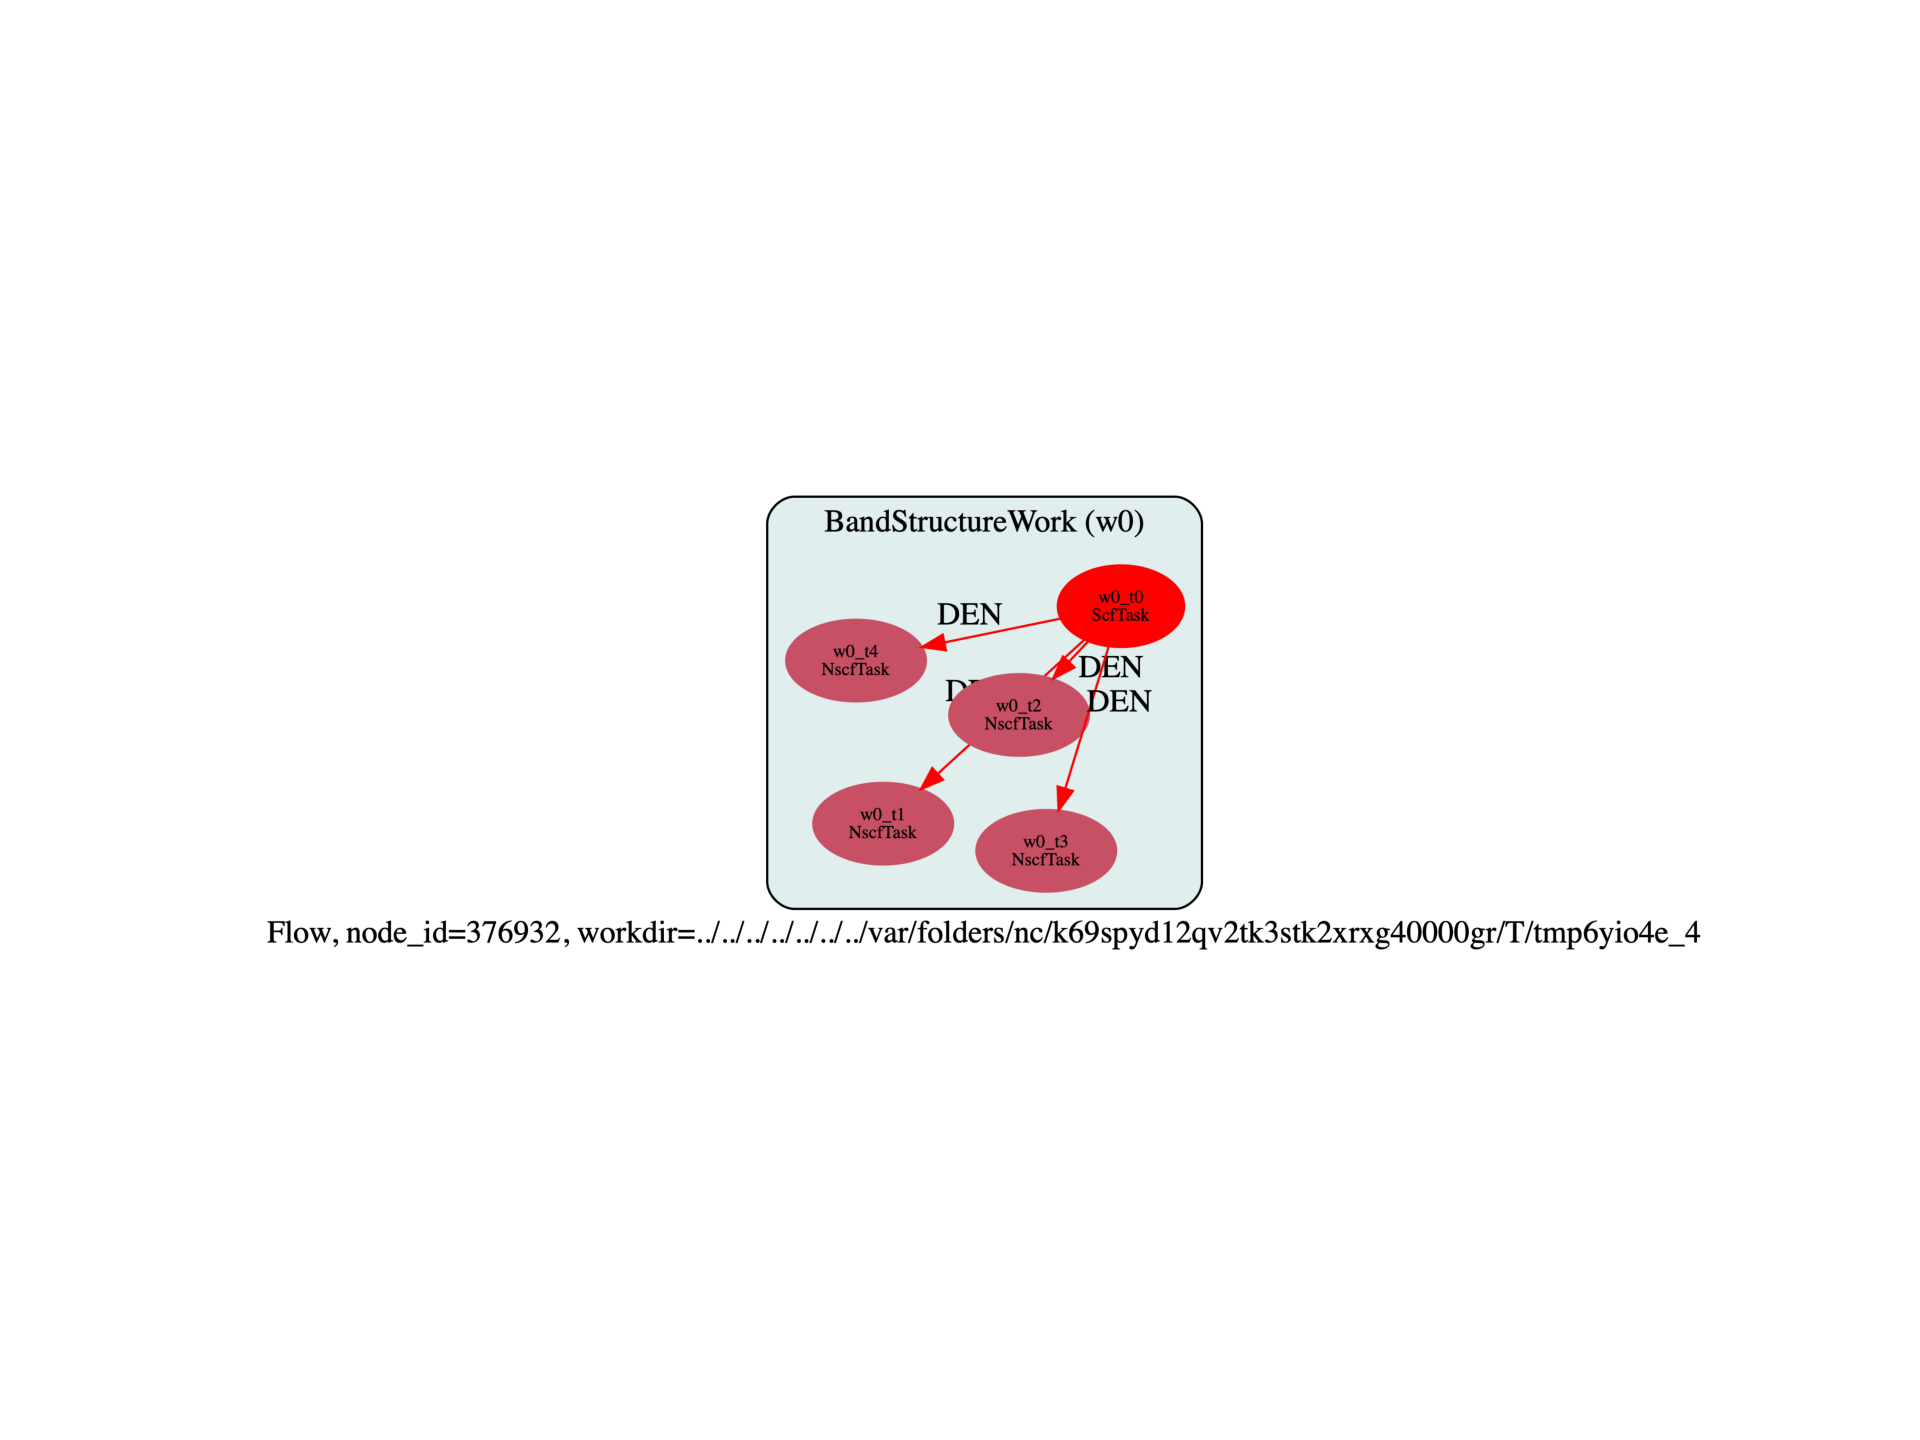 BandStructureWork (w0)
w0_t0
ScfTask
DEN
w0_t4
NscfTask
DEN
DEN
w0_t2
NscfTask
w0_t1
NscfTask
w0_t3
NscfTask
Flow, node_id=376932, workdir=../../../../../../../var/folders/nc/k69spyd12qv2tk3stk2xrxg40000gr/T/tmp6yio4e_4